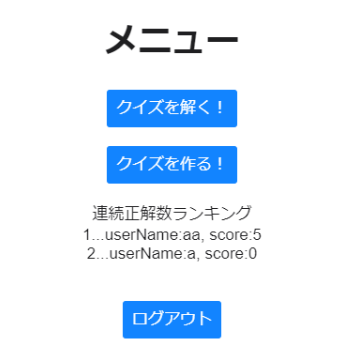 メニュー
クイズを解く！
クイズを作る！
連続正解数ランキング
1...userName:aa, score:5
2...userName:a, score:0
ログアウト